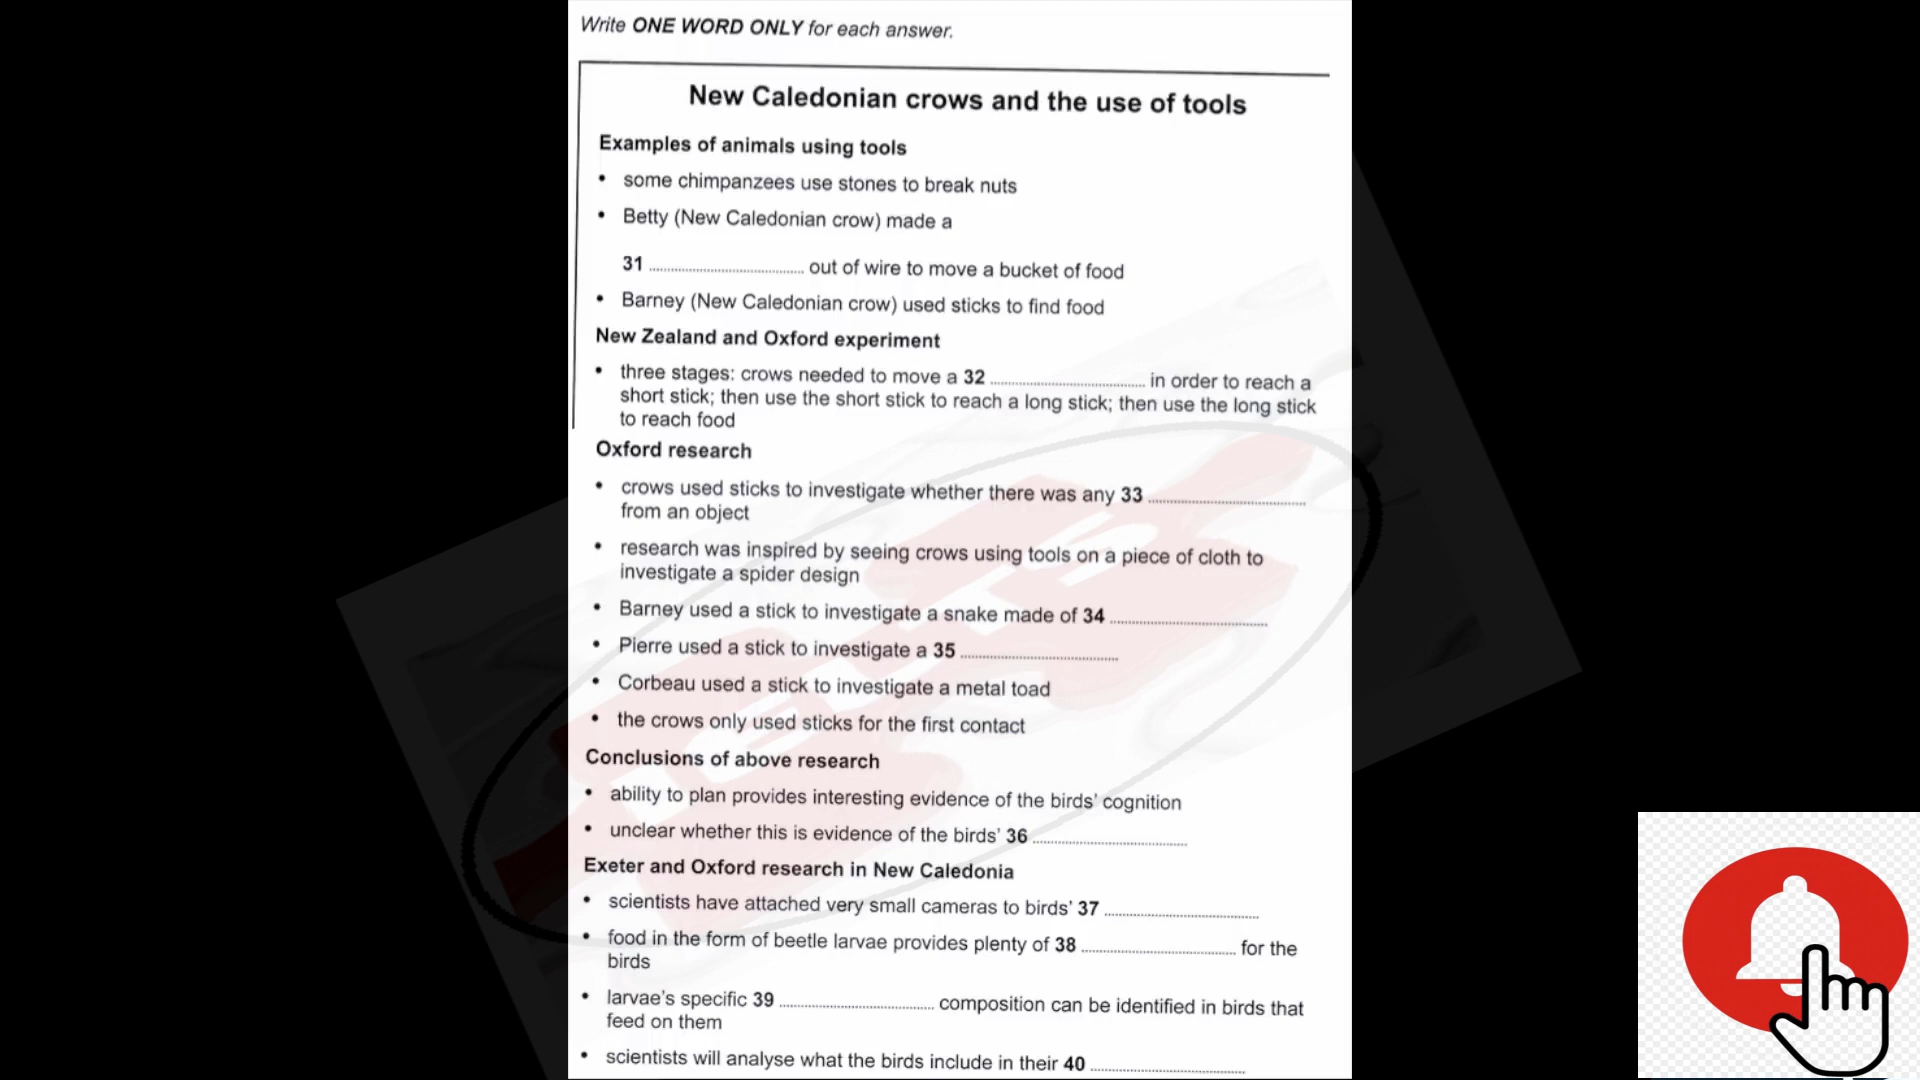 Write ONE WORD ONLY for each answer.
New Caledonian crows and the use of tools
Examples of animals using tools
• some chimpanzees use stones to break nuts
• Betty (New Caledonian crow) made a
31 ............................ out of wire to move a bucket of food
• Barney (New Caledonian crow) used sticks to find food
New Zealand and Oxford experiment
• three stages: crows needed to move a 32 ............................ in order to reach a
short stick; then use the short stick to reach a long stick; then use the long stick
to reach food
Oxford research
• crows used sticks to investigate whether there was any 33 ............................
from an object
• research was inspired by seeing crows using tools on a piece of cloth to
investigate a spider design
• Barney used a stick to investigate a snake made of 34 ............................
• Pierre used a stick to investigate a 35 ............................
• Corbeau used a stick to investigate a metal toad
• the crows only used sticks for the first contact
Conclusions of above research
• ability to plan provides interesting evidence of the birds' cognition
• unclear whether this is evidence of the birds' 36 ............................
Exeter and Oxford research in New Caledonia
• scientists have attached very small cameras to birds' 37 ............................
• food in the form of beetle larvae provides plenty of 38 ............................ for the
birds
• larvae's specific 39 ............................ composition can be identified in birds that
feed on them
• scientists will analyse what the birds include in their 40 ............................
IELTS